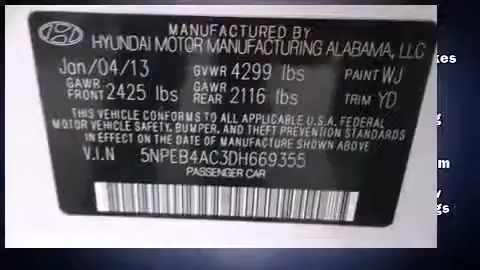 MANUFACTURED BY
HYUNDAI MOTOR MANUFACTURING ALABAMA, LLC
Jan/04/13 GVWR 4299 lbs PAINT WJ
GAWR FRONT 2425 lbs GAWR REAR 2116 lbs TRIM YD
THIS VEHICLE CONFORMS TO ALL APPLICABLE U.S.A. FEDERAL
MOTOR VEHICLE SAFETY, BUMPER, AND THEFT PREVENTION STANDARDS
IN EFFECT ON THE DATE OF MANUFACTURE SHOWN ABOVE
V.I.N 5NPEB4AC3DH669355
PASSENGER CAR